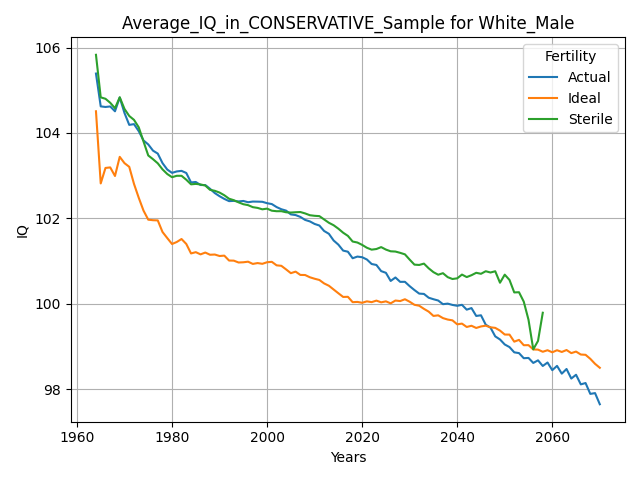 Average_IQ_in_CONSERVATIVE_Sample for White_Male
Fertility
Actual
Ideal
Sterile
IQ
106
104
102
100
98
1960
1980
2000
2020
2040
2060
Years